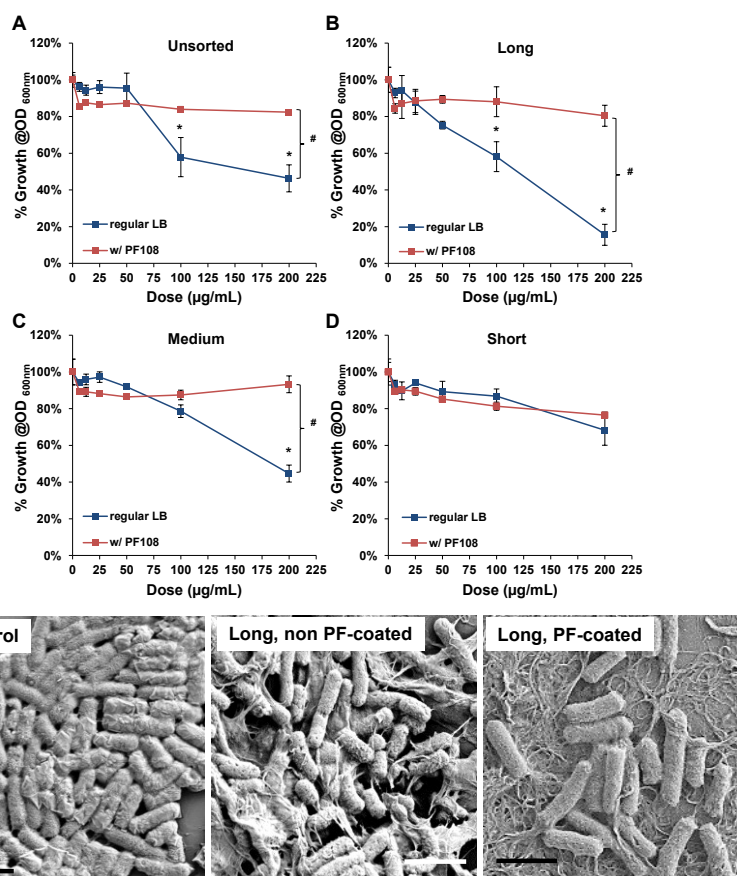 A
Unsorted
120%
100%
80%
60%
40%
20%
0%
% Growth @OD 600nm
*
*
#
regular LB
w/ PF108
0 25 50 75 100 125 150 175 200 225
Dose (µg/mL)
B
Long
120%
100%
80%
60%
40%
20%
0%
% Growth @OD 600nm
*
*
#
regular LB
w/ PF108
0 25 50 75 100 125 150 175 200 225
Dose (µg/mL)
C
Medium
120%
100%
80%
60%
40%
20%
0%
% Growth @OD 600nm
*
#
regular LB
w/ PF108
0 25 50 75 100 125 150 175 200 225
Dose (µg/mL)
D
Short
120%
100%
80%
60%
40%
20%
0%
% Growth @OD 600nm
regular LB
w/ PF108
0 25 50 75 100 125 150 175 200 225
Dose (µg/mL)
rol
Long, non PF-coated
Long, PF-coated